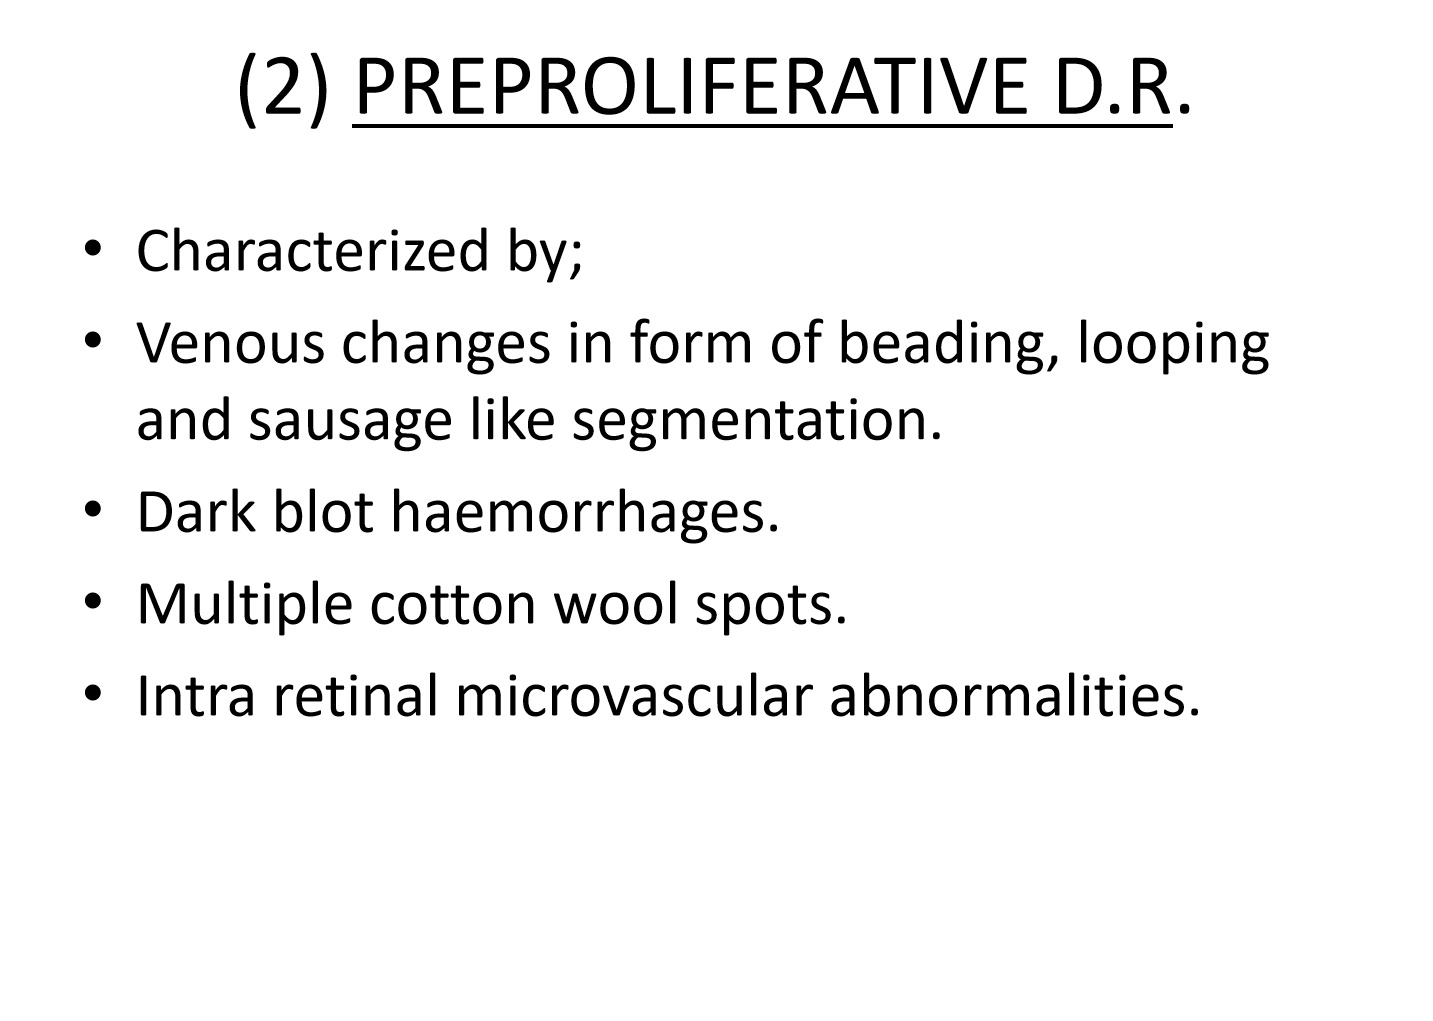 (2) PREPROLIFERATIVE D.R.
• Characterized by;
• Venous changes in form of beading, looping
and sausage like segmentation.
• Dark blot haemorrhages.
• Multiple cotton wool spots.
• Intra retinal microvascular abnormalities.